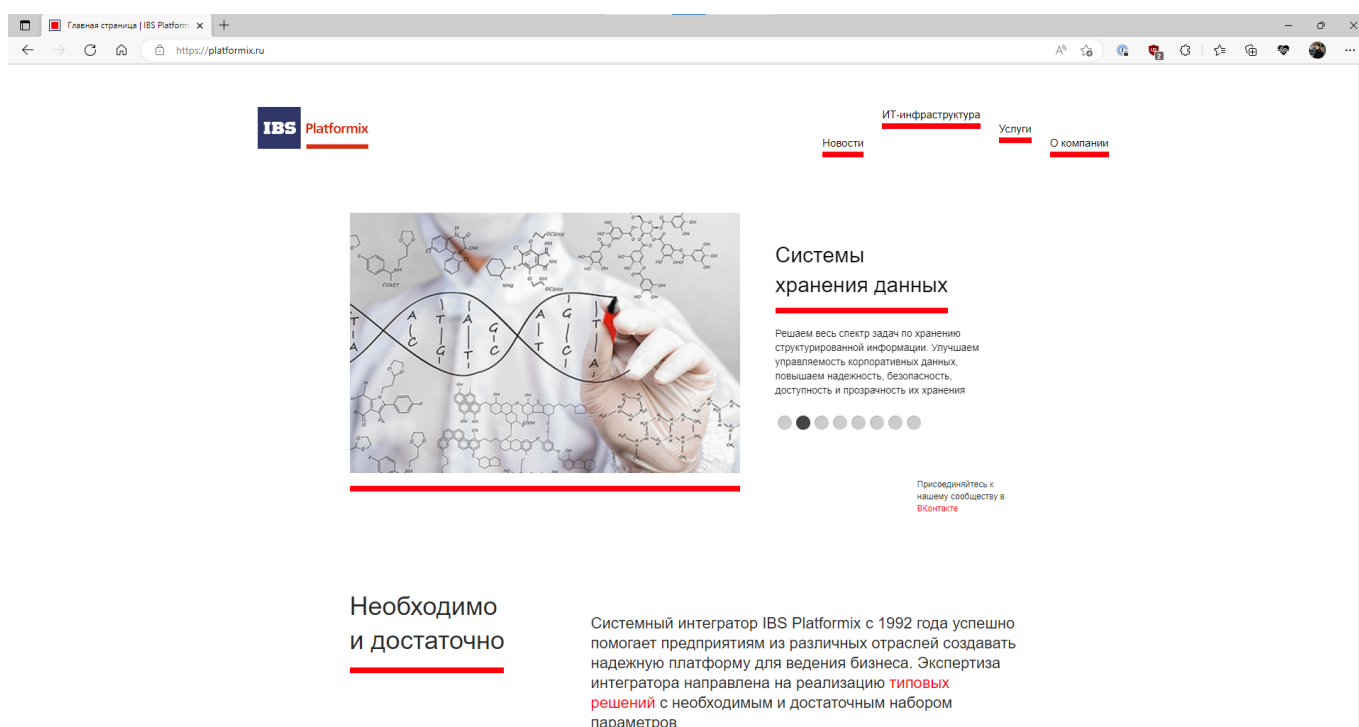 Главная страница | IBS Platform
https://platformix.ru
IBS Platformix
ИТ-инфраструктура
Услуги
Новости
О компании
Системы
хранения данных
Решаем весь спектр задач по хранению
структурированной информации. Улучшаем
управляемость корпоративных данных,
повышаем надежность, безопасность,
доступность и прозрачность их хранения
Присоединяйтесь к
нашему сообществу в
ВКонтакте
Необходимо
и достаточно
Системный интегратор IBS Platformix с 1992 года успешно
помогает предприятиям из различных отраслей создавать
надежную платформу для ведения бизнеса. Экспертиза
интегратора направлена на реализацию типовых
решений с необходимым и достаточным набором
параметров